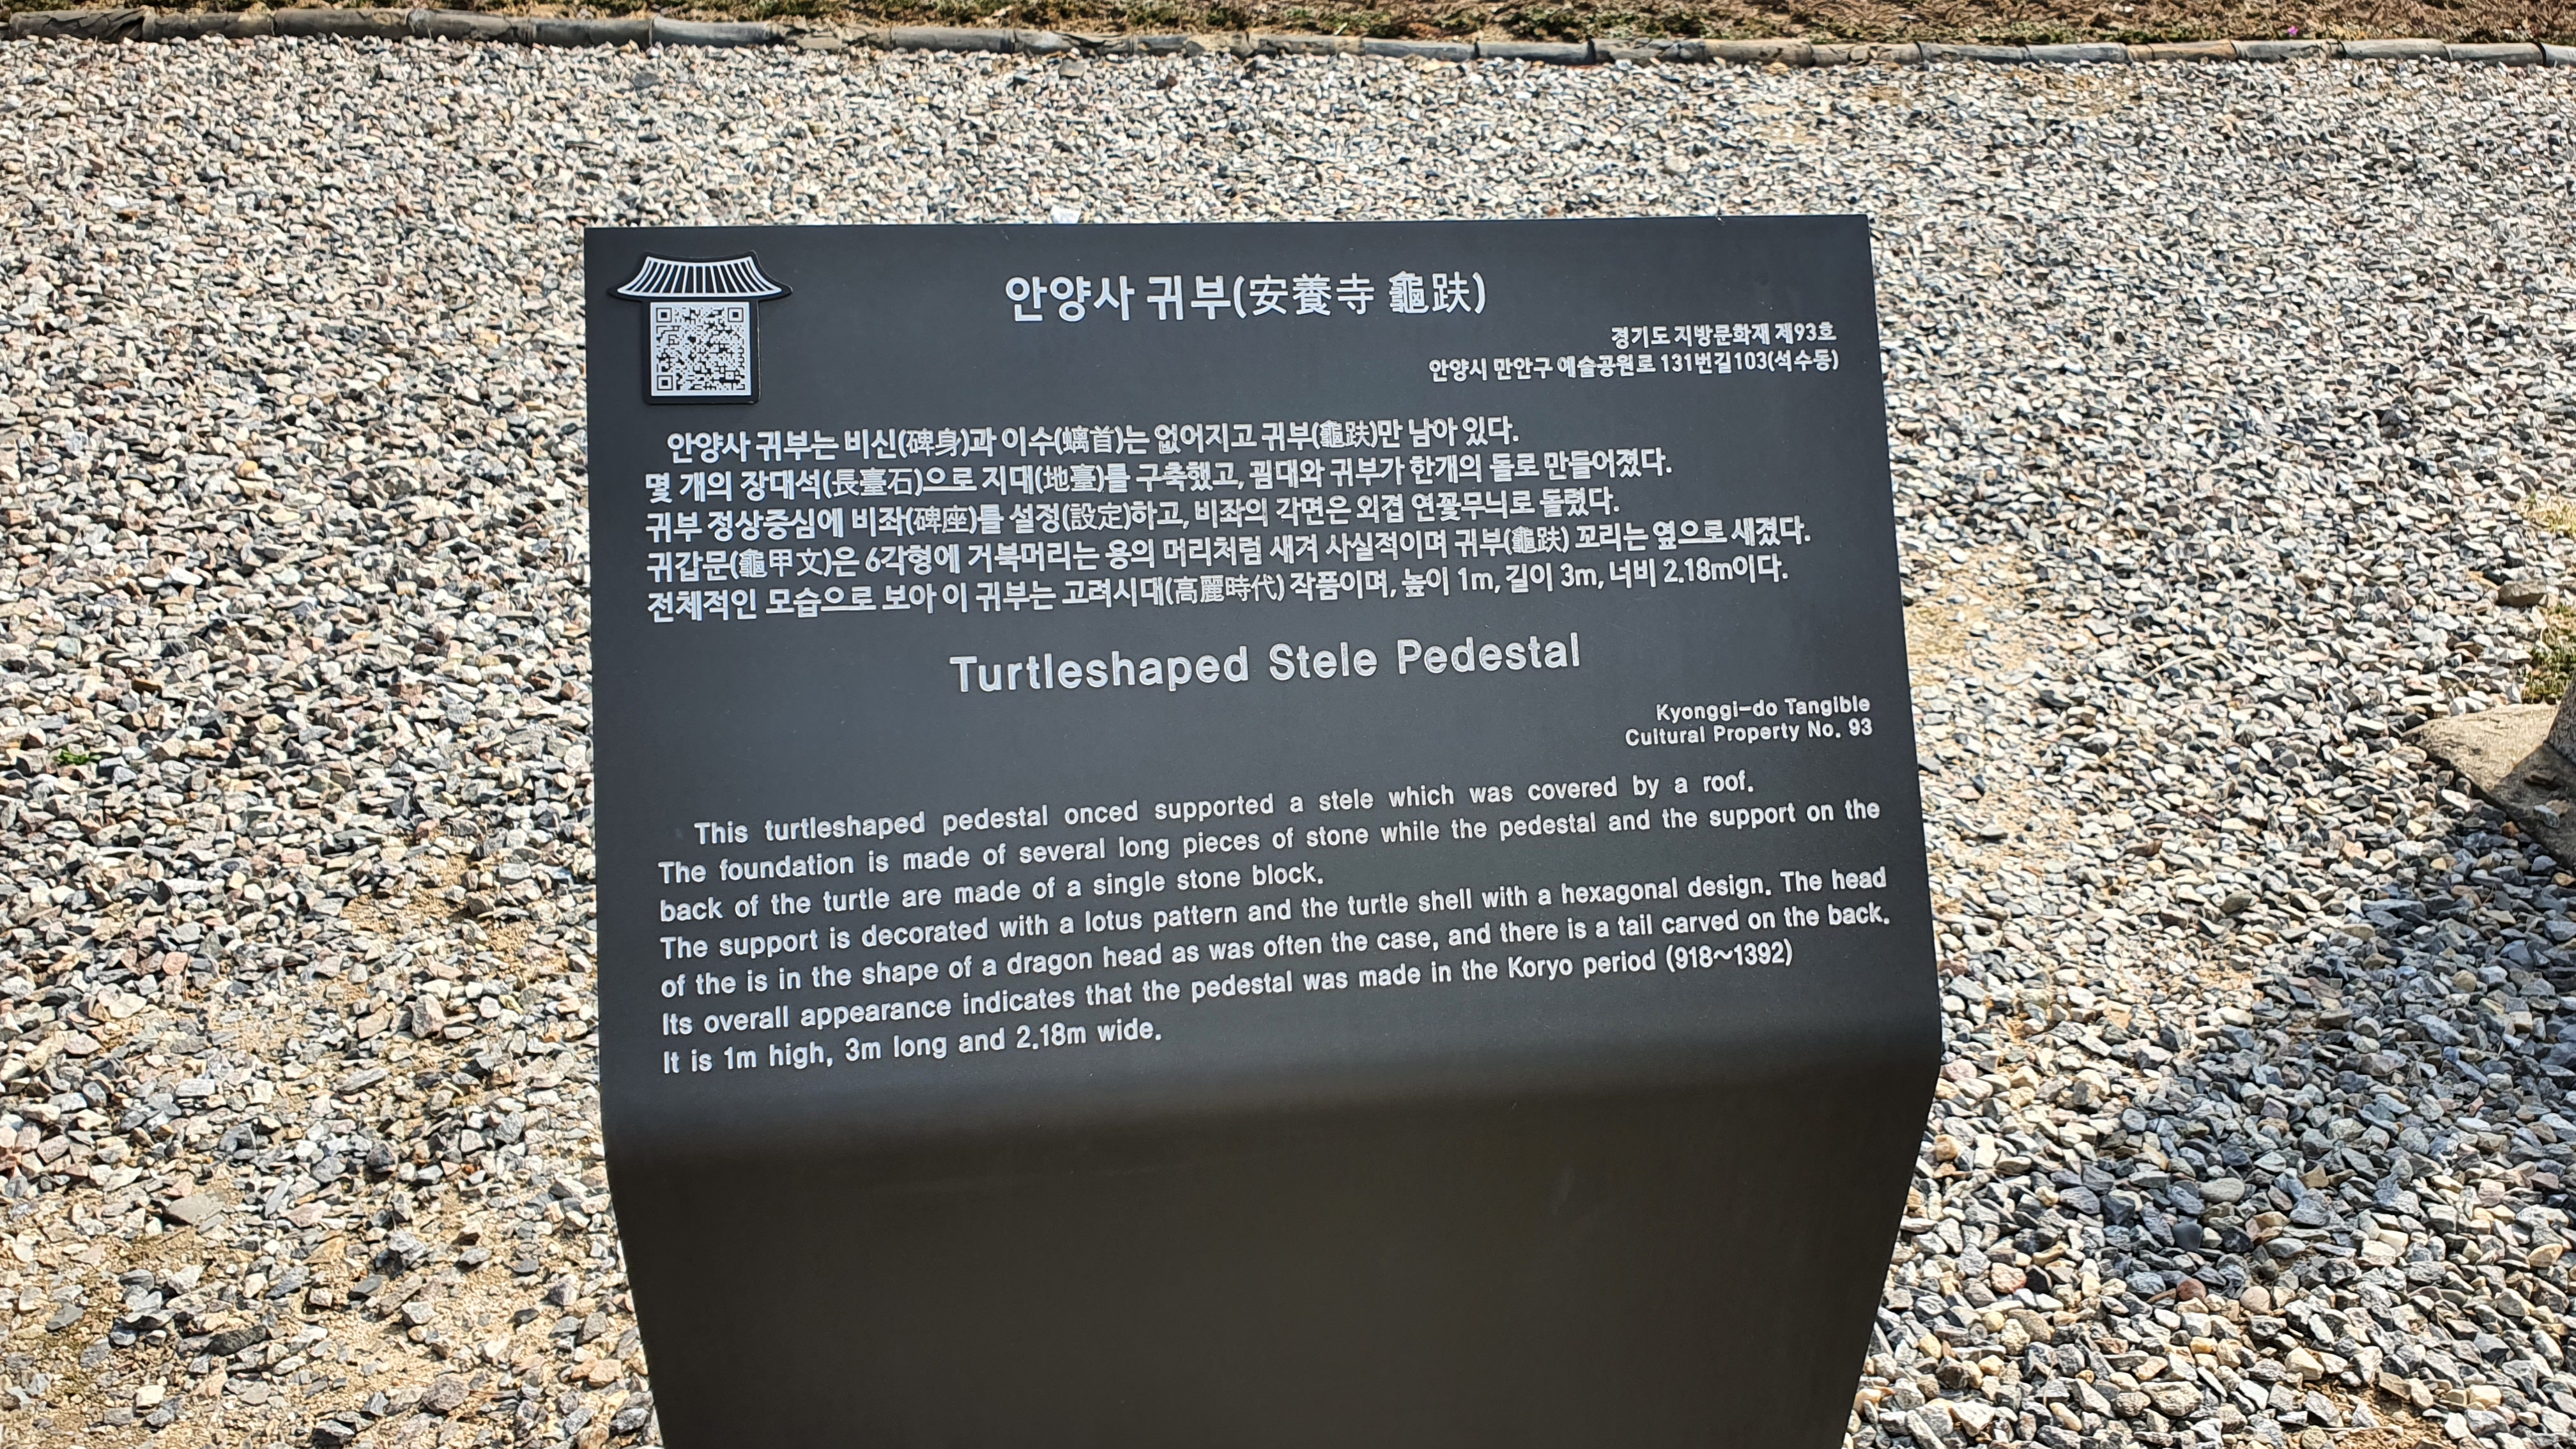 안양사 귀부(安養寺 龜趺)
경기도 지방문화재 제93호
안양시 만안구 예술공원로 131번길103(석수동)
안양사 귀부는 비신(碑身)과 이수(螭首)는 없어지고 귀부(龜趺)만 남아 있다.
몇 개의 장대석(長臺石)으로 지대(地臺)를 구축했고, 굄대와 귀부가 한개의 돌로 만들어졌다.
귀부 정상중심에 비좌(碑座)를 설정(設定)하고, 비좌의 각면은 외겹 연꽃무늬로 돌렸다.
귀갑문(龜甲文)은 6각형에 거북머리는 용의 머리처럼 새겨 사실적이며 귀부(龜趺) 꼬리는 옆으로 새겼다.
전체적인 모습으로 보아 이 귀부는 고려시대(高麗時代) 작품이며, 높이 1m, 길이 3m, 너비 2.18m이다.
Turtleshaped Stele Pedestal
Kyonggi-do Tangible
Cultural Property No. 93
This turtleshaped pedestal onced supported a stele which was covered by a roof.
The foundation is made of several long pieces of stone while the pedestal and the support on the
back of the turtle are made of a single stone block.
The support is decorated with a lotus pattern and the turtle shell with a hexagonal design. The head
of the is in the shape of a dragon head as was often the case, and there is a tail carved on the back.
Its overall appearance indicates that the pedestal was made in the Koryo period (918~1392)
It is 1m high, 3m long and 2.18m wide.